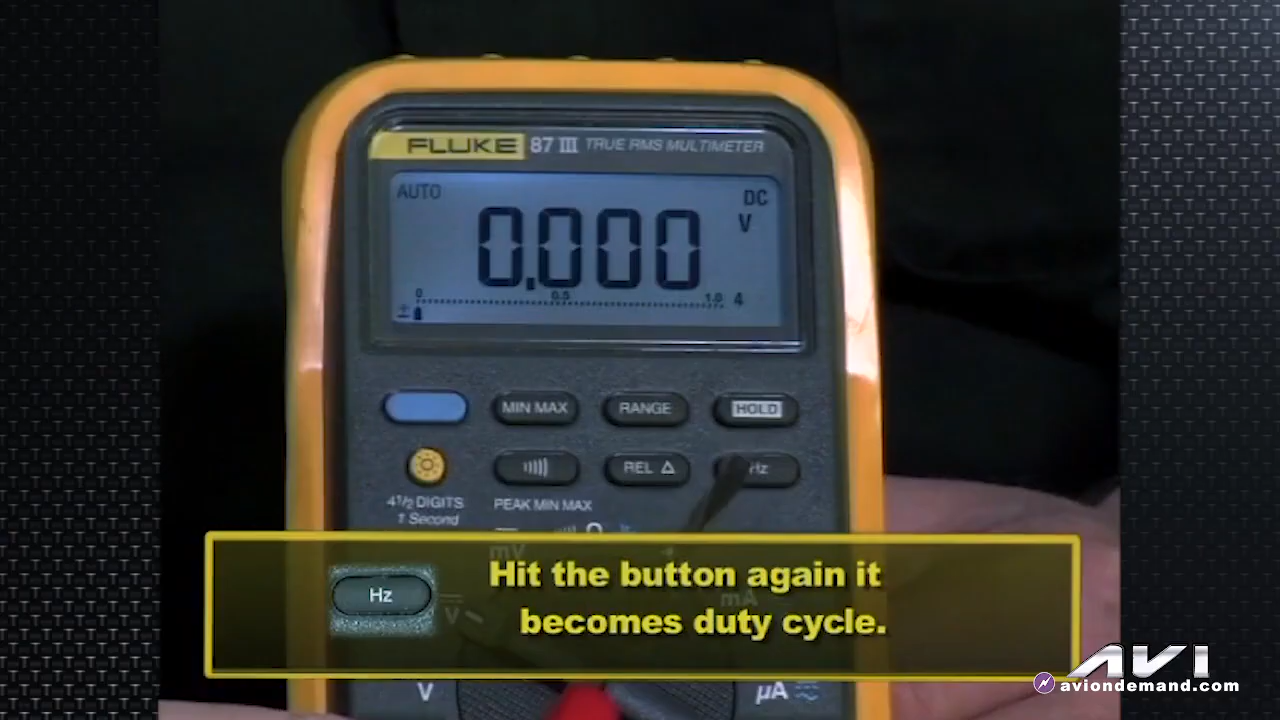 FLUKE 87 III TRUE RMS MULTIMETER
AUTO
DC
V
0.000
0 0.5 1.0 4
MIN MAX RANGE HOLD
REL Δ Hz
4½ DIGITS
1 Second
PEAK MIN MAX
mV
Hit the button again it
becomes duty cycle.
Hz
V
mA
V
µA
AVI
aviondemand.com